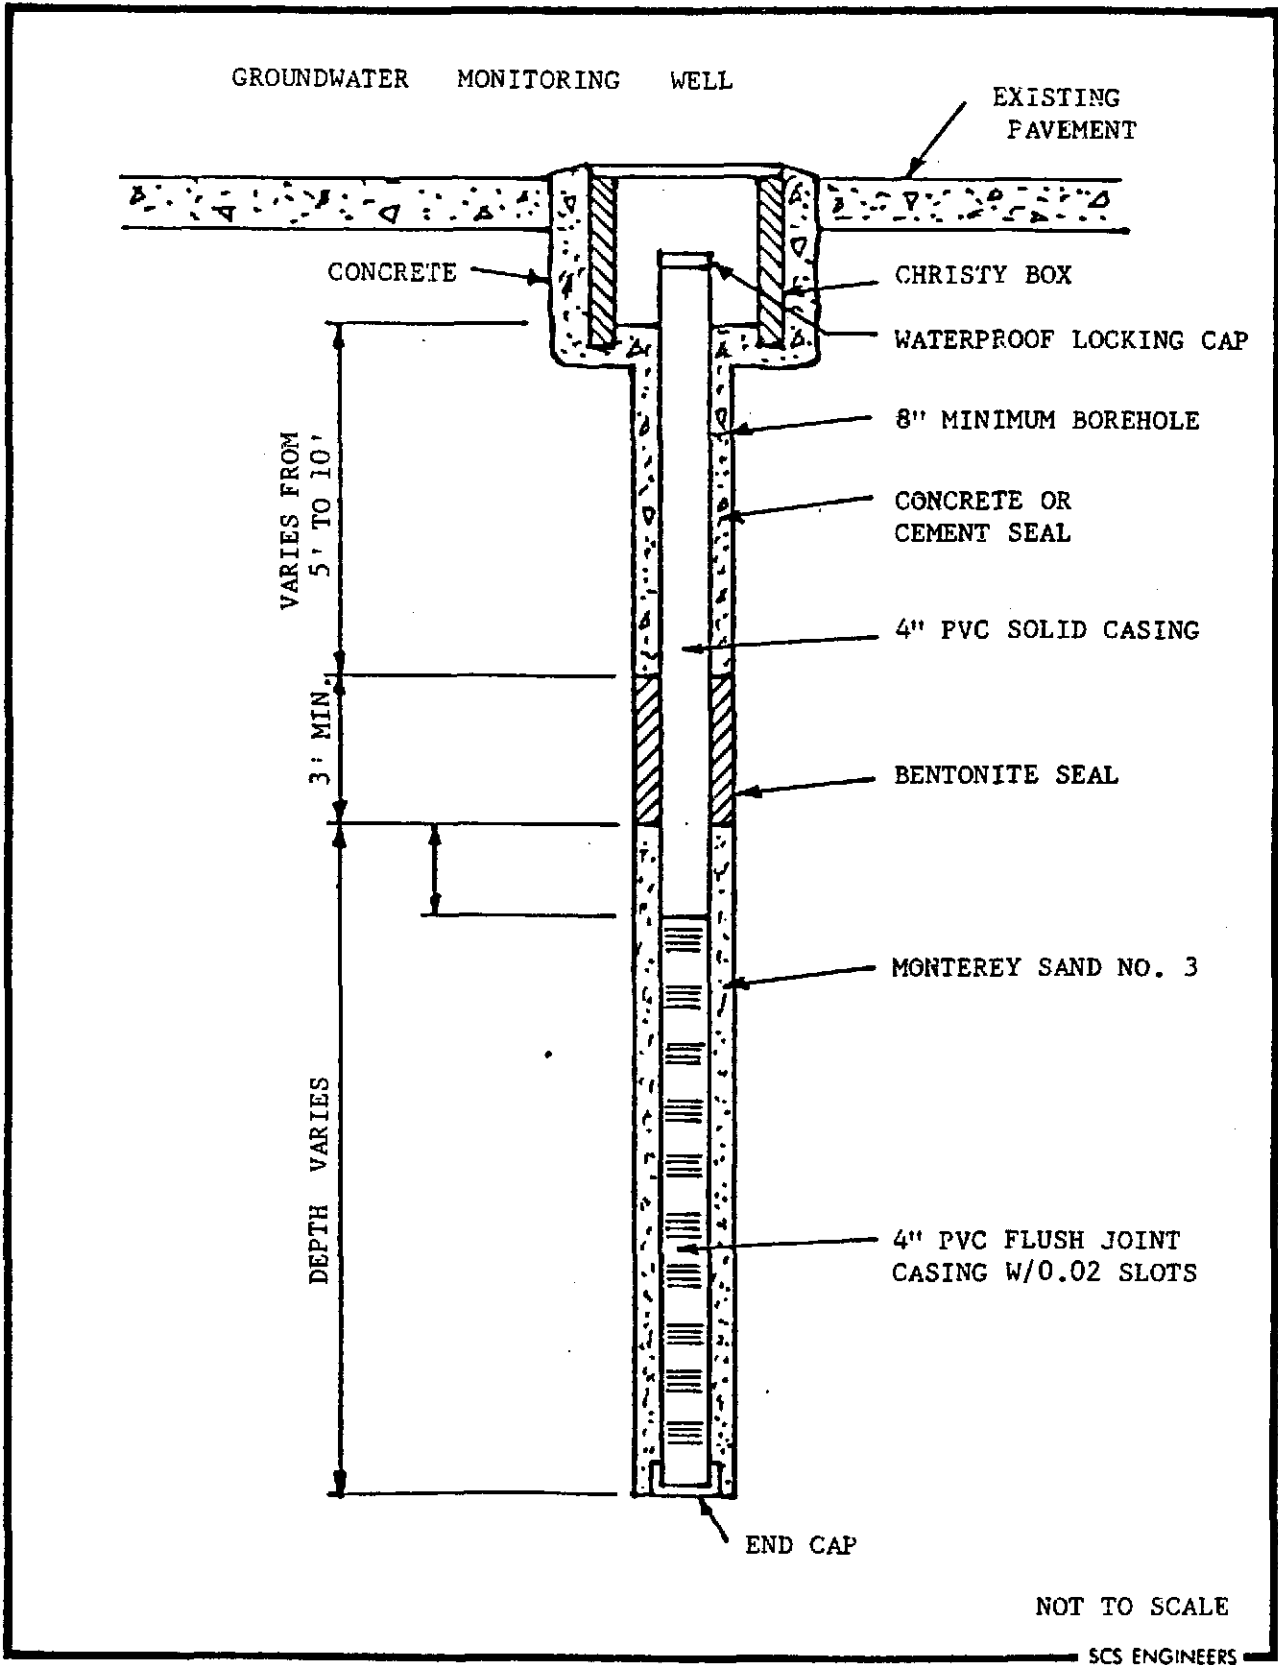 GROUNDWATER MONITORING WELL
EXISTING
PAVEMENT
CONCRETE
CHRISTY BOX
WATERPROOF LOCKING CAP
8" MINIMUM BOREHOLE
VARIES FROM
5' TO 10'
CONCRETE OR
CEMENT SEAL
4" PVC SOLID CASING
3' MIN.
BENTONITE SEAL
MONTEREY SAND NO. 3
DEPTH VARIES
4" PVC FLUSH JOINT
CASING W/0.02 SLOTS
END CAP
NOT TO SCALE
SCS ENGINEERS